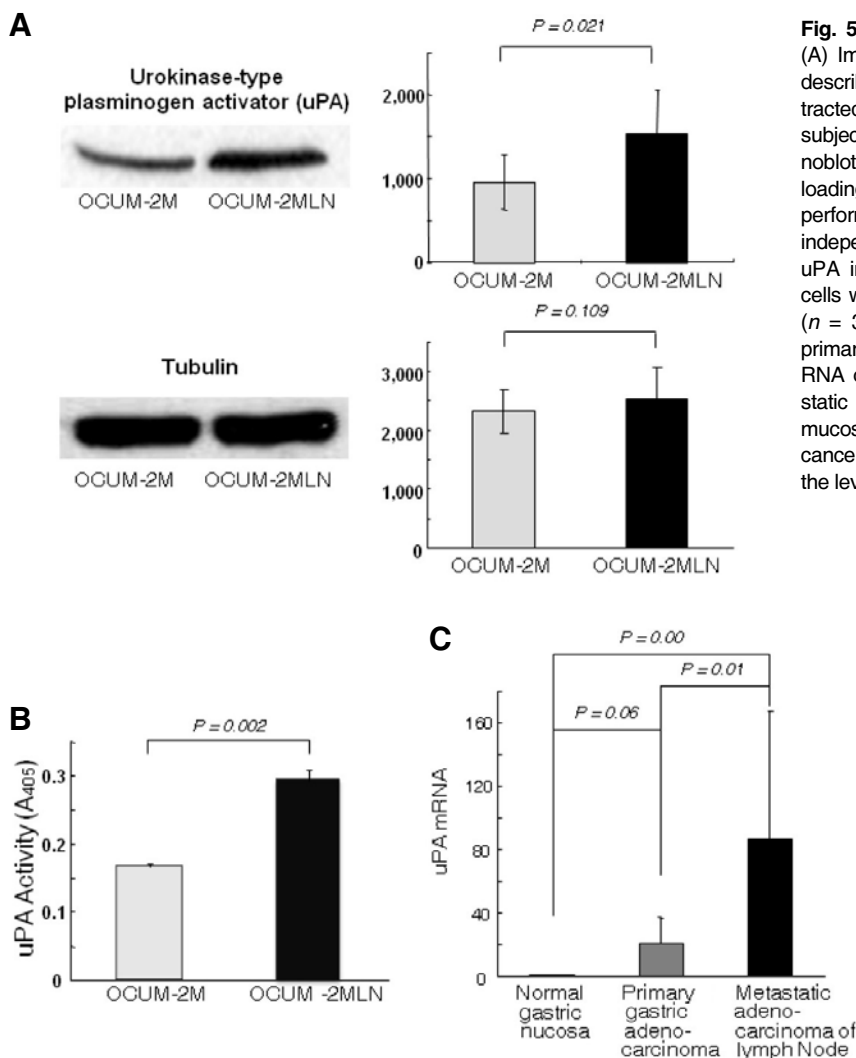 A
Urokinase-type
plasminogen activator (uPA)
OCUM-2M OCUM-2MLN
P = 0.021
2,000
1,000
0
OCUM-2M OCUM-2MLN
Tubulin
OCUM-2M OCUM-2MLN
P = 0.109
3,000
2,000
1,000
0
OCUM-2M OCUM-2MLN
Fig. 5
(A) Im
describ
tracted
subjec
noblot
loading
perform
indepe
uPA in
cells w
(n = 3
primar
RNA c
static
mucos
cance
the lev
B
P = 0.002
uPA Activity (A405)
0.3
0.2
0.1
0
OCUM-2M OCUM -2MLN
C
P = 0.00
P = 0.01
P = 0.06
uPA mRNA
160
120
80
40
0
Normal
gastric
nucosa
Primary
gastric
adeno-
carcinoma
Metastatic
adeno-
carcinoma of
lymph Node